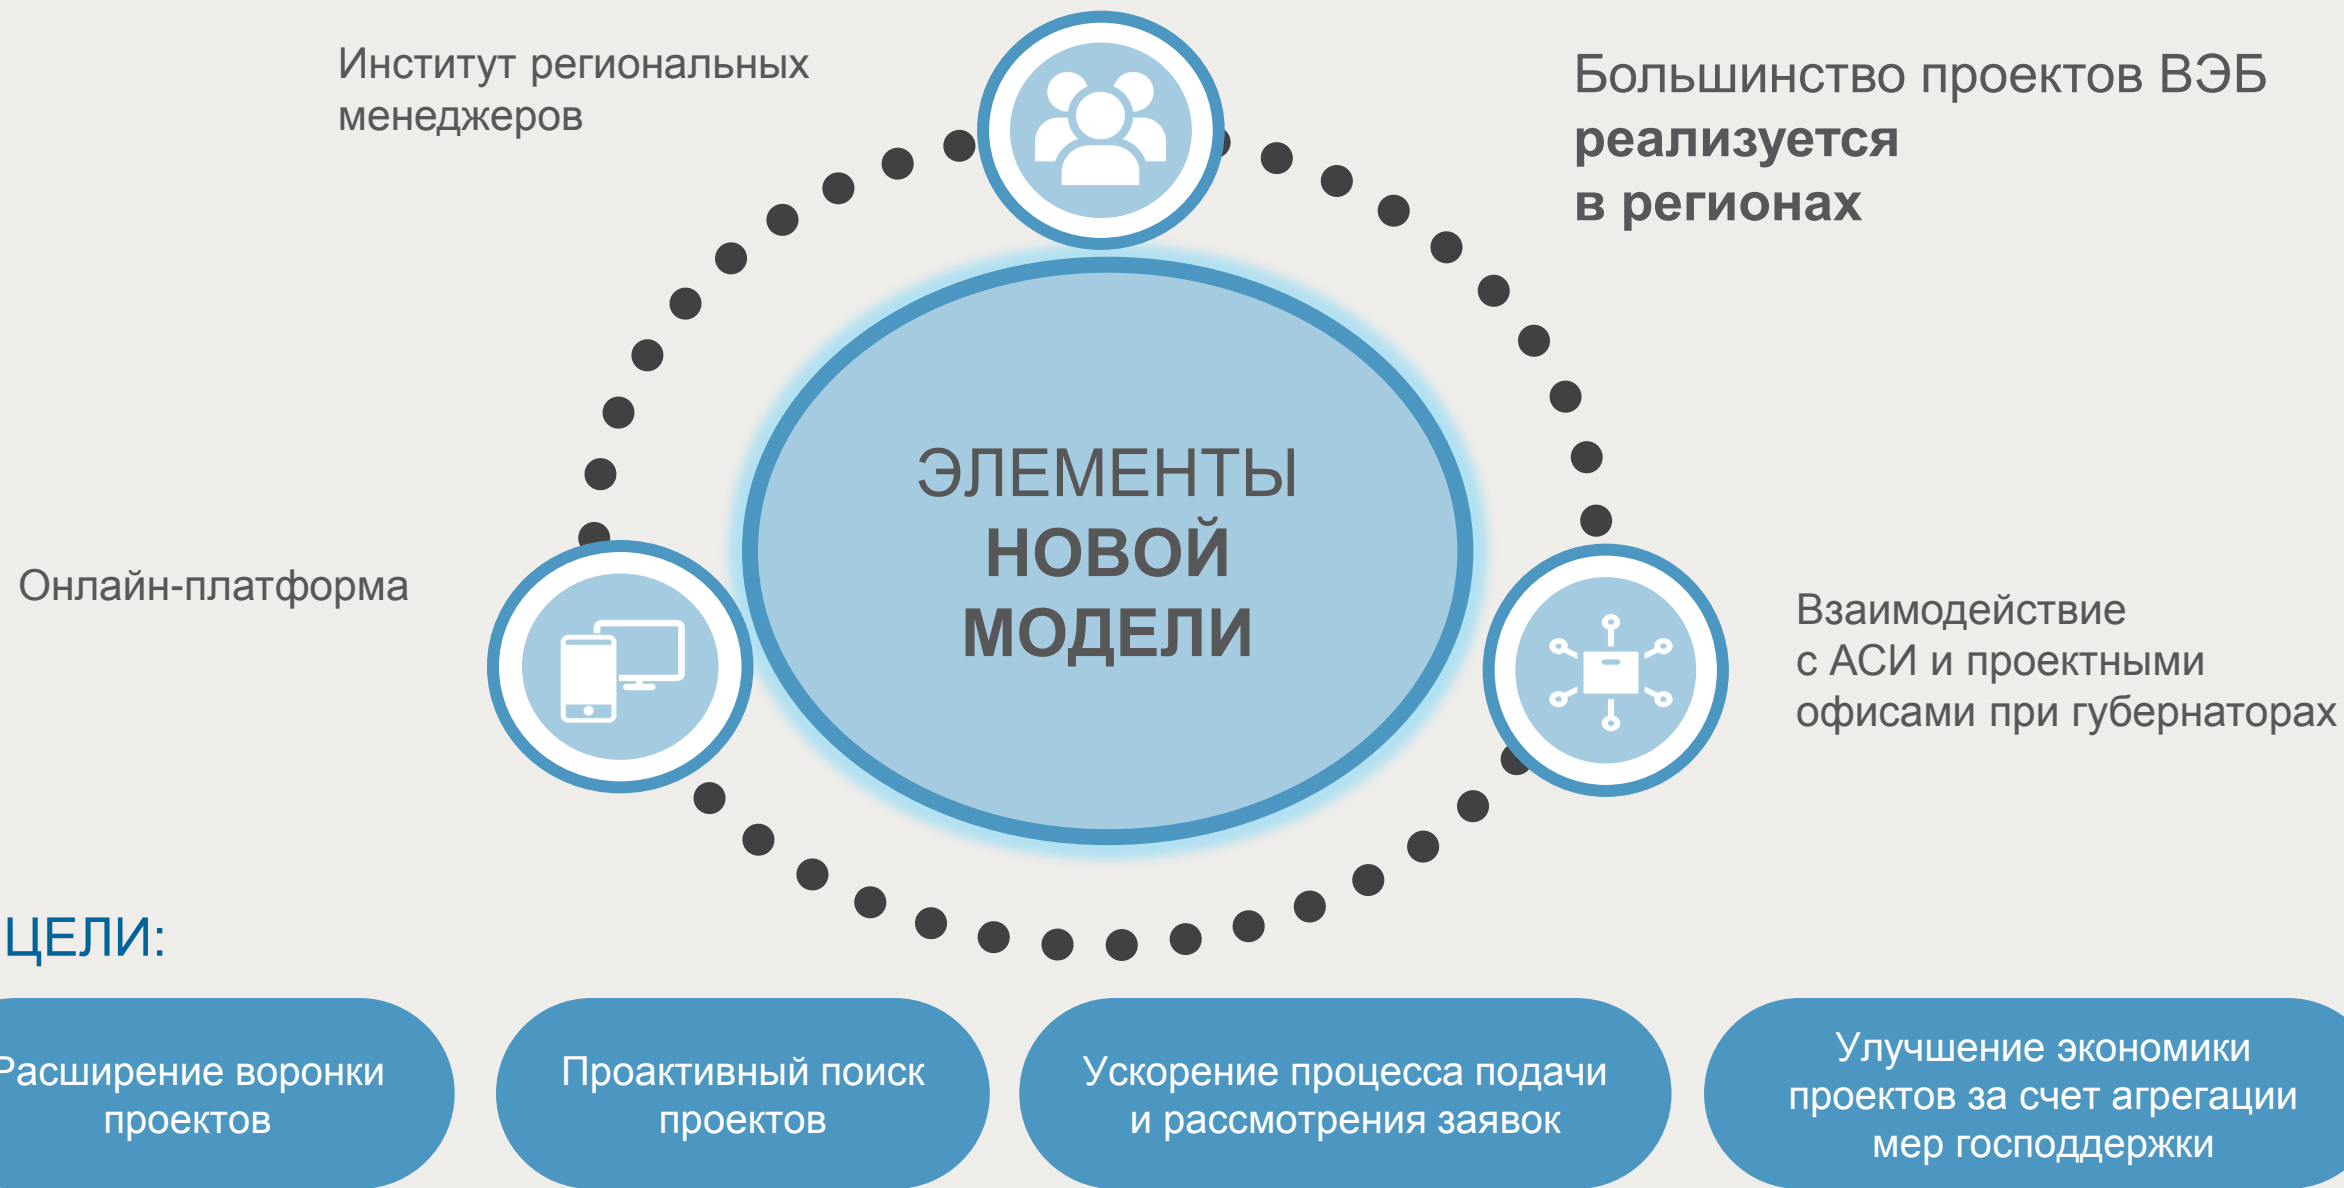 Институт региональных
менеджеров
Большинство проектов ВЭБ
реализуется
в регионах
ЭЛЕМЕНТЫ
НОВОЙ
МОДЕЛИ
Онлайн-платформа
Взаимодействие
с АСИ и проектными
офисами при губернаторах
ЦЕЛИ:
Расширение воронки
проектов
Проактивный поиск
проектов
Ускорение процесса подачи
и рассмотрения заявок
Улучшение экономики
проектов за счет агрегации
мер господдержки